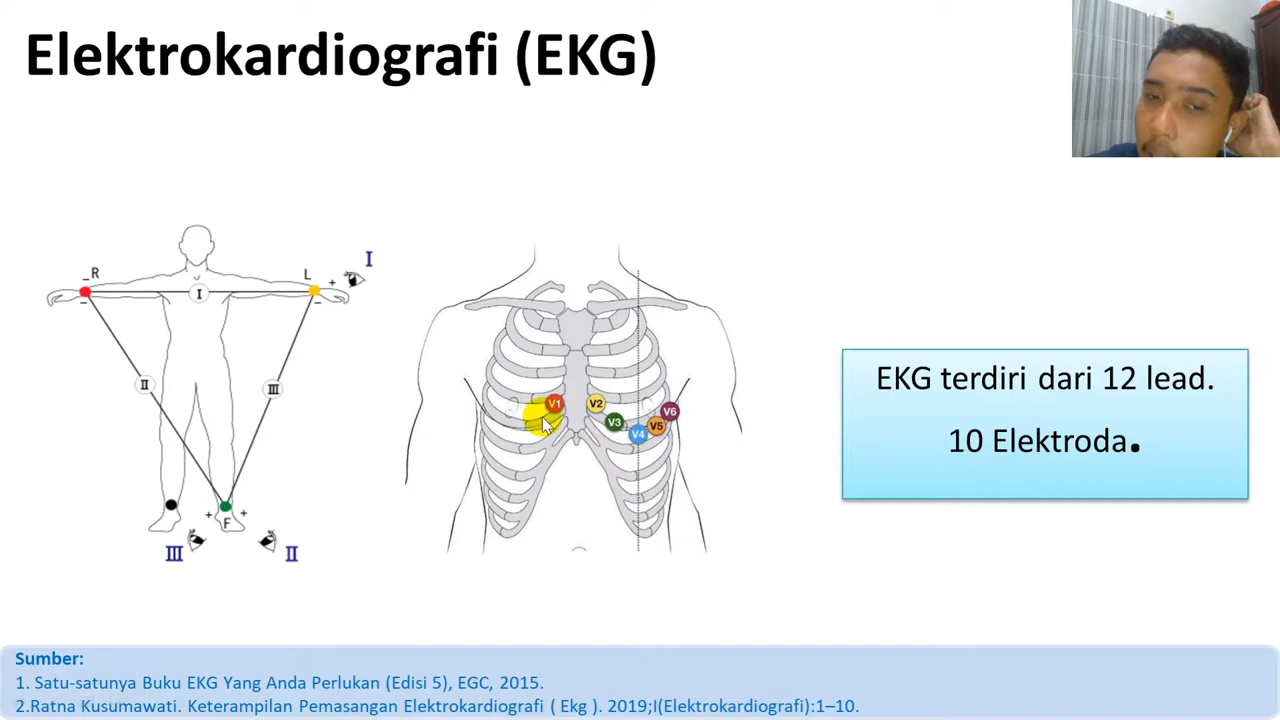 Elektrokardiografi (EKG)
I
_R
L
+
I
–
–
II
III
V1
V2
V3
V4
V5
V6
+
+
F
III
II
EKG terdiri dari 12 lead.
10 Elektroda.
Sumber:
1. Satu-satunya Buku EKG Yang Anda Perlukan (Edisi 5), EGC, 2015.
2.Ratna Kusumawati. Keterampilan Pemasangan Elektrokardiografi ( Ekg ). 2019;I(Elektrokardiografi):1–10.